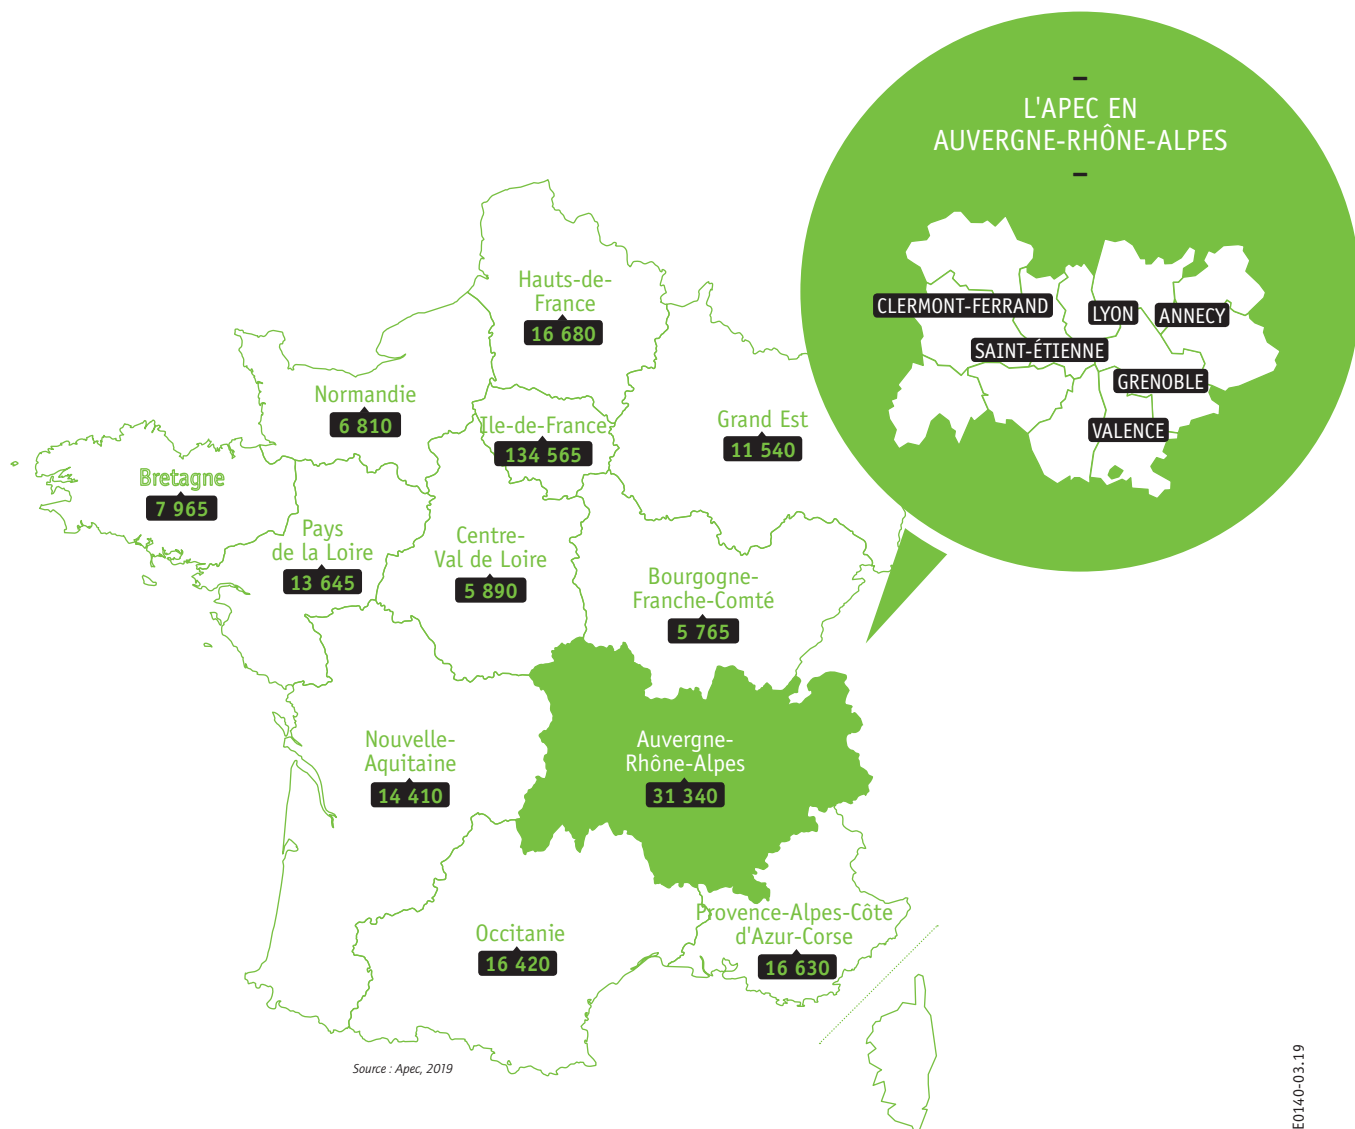 L'APEC EN
AUVERGNE-RHÔNE-ALPES
CLERMONT-FERRAND
LYON
ANNECY
SAINT-ÉTIENNE
GRENOBLE
VALENCE
Hauts-de-
France
16 680
Normandie
6 810
Ile-de-France
134 565
Grand Est
11 540
Bretagne
7 965
Pays
de la Loire
13 645
Centre-
Val de Loire
5 890
Bourgogne-
Franche-Comté
5 765
Nouvelle-
Aquitaine
14 410
Auvergne-
Rhône-Alpes
31 340
Occitanie
16 420
Provence-Alpes-Côte
d'Azur-Corse
16 630
Source : Apec, 2019
E0140-03.19